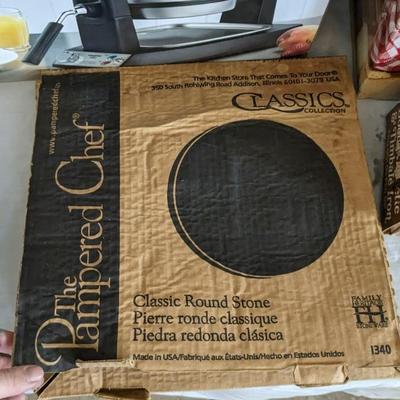 The Kitchen Store That Comes To Your Door®
350 South Rohlwing Road Addison, Illinois 60101-3079 USA
CLASSICS
COLLECTION
www.pamperedchef®
The
Pampered Chef®
Classic Round Stone
Pierre ronde classique
Piedra redonda clásica
Made in USA/Fabriqué aux États-Unis/Hecho en Estados Unidos
FAMILY
HERITAGE
FH
STONEWARE
1340